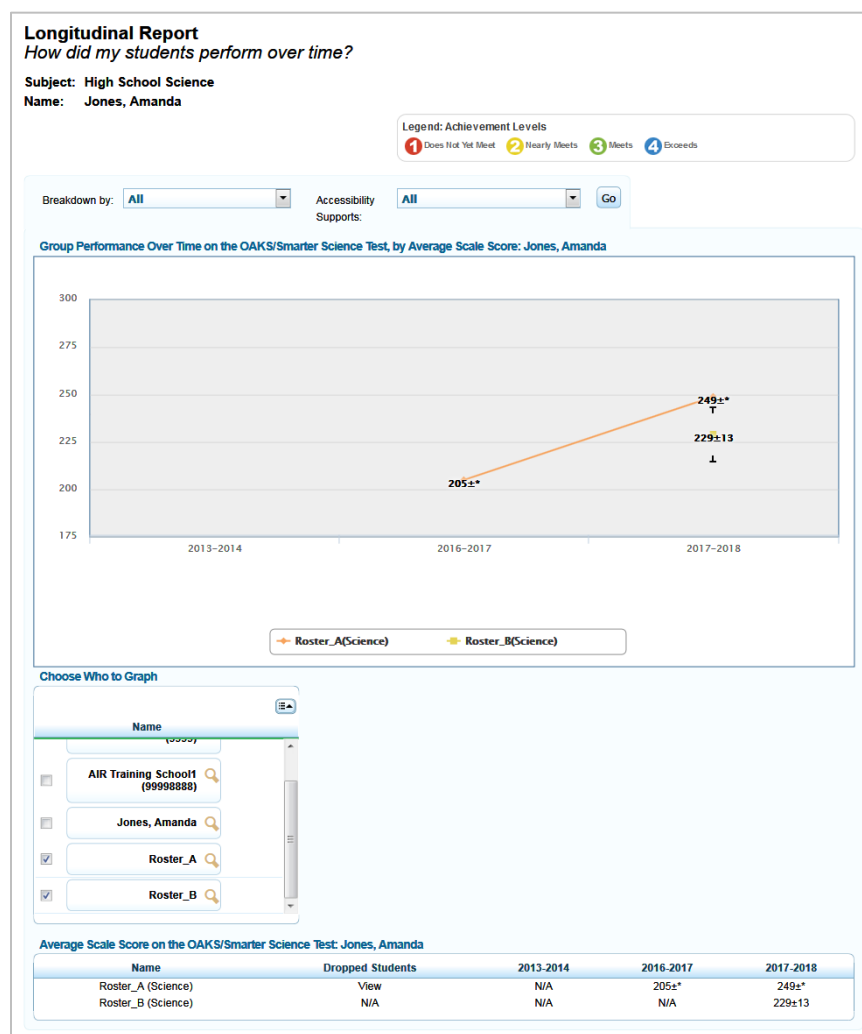 Longitudinal Report
How did my students perform over time?
Subject: High School Science
Name: Jones, Amanda
Legend: Achievement Levels
1 Does Not Yet Meet 2 Nearly Meets 3 Meets 4 Exceeds
Breakdown by: All Accessibility Supports: All Go
Group Performance Over Time on the OAKS/Smarter Science Test, by Average Scale Score: Jones, Amanda
300
275
250
249±*
229±13
225
205±*
200
175
2013-2014 2016-2017 2017-2018
Roster_A(Science) Roster_B(Science)
Choose Who to Graph
Name
(9999)
AIR Training School1
(99998888)
Jones, Amanda
Roster_A
Roster_B
Average Scale Score on the OAKS/Smarter Science Test: Jones, Amanda
Name Dropped Students 2013-2014 2016-2017 2017-2018
Roster_A (Science) View N/A 205±* 249±*
Roster_B (Science) N/A N/A N/A 229±13